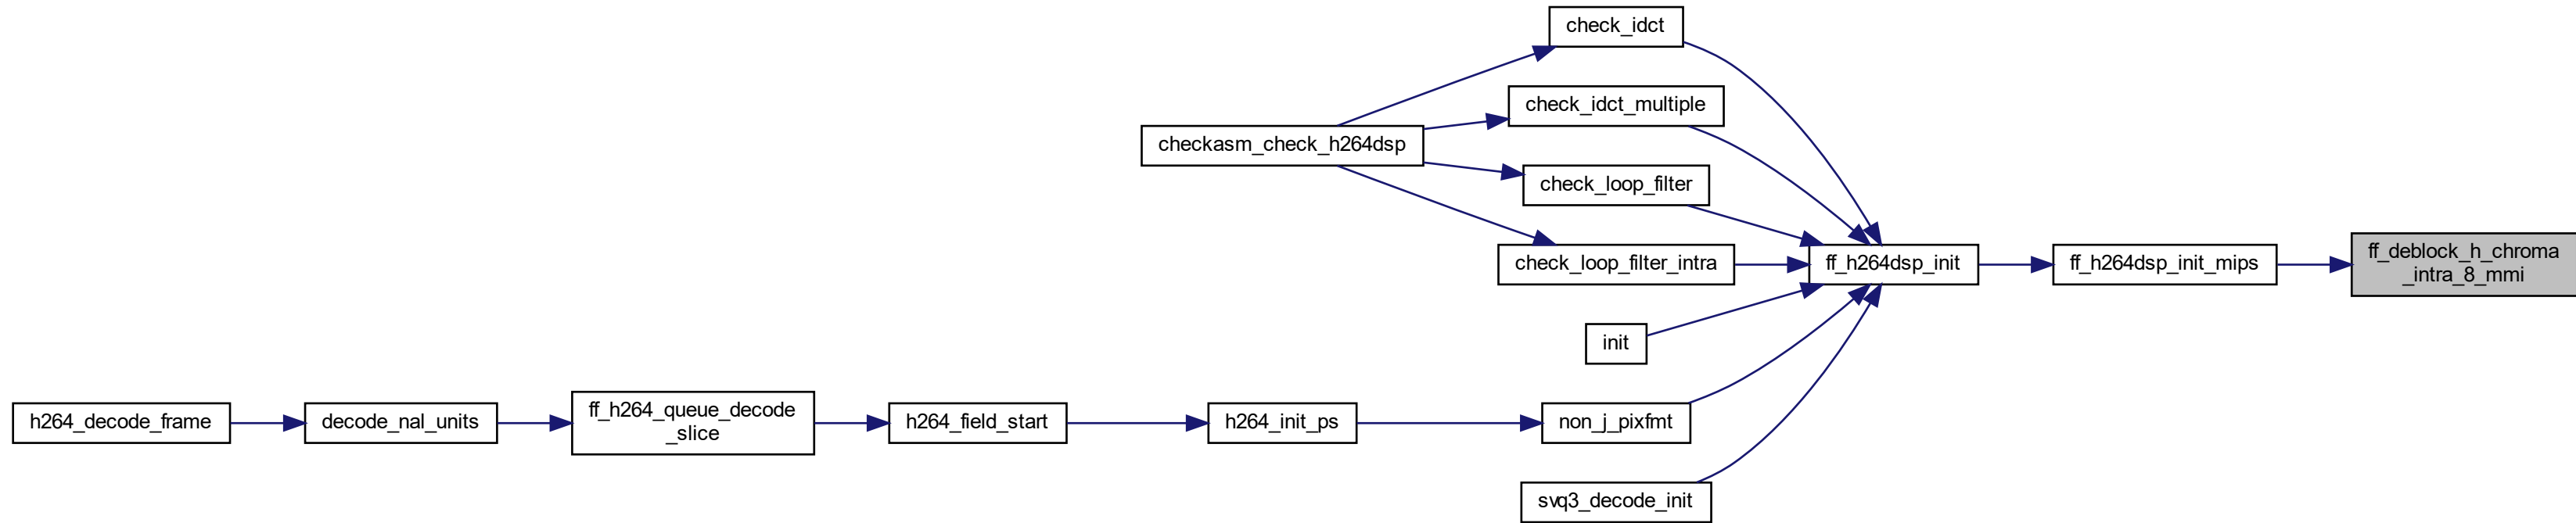 check_idct
check_idct_multiple
checkasm_check_h264dsp
check_loop_filter
check_loop_filter_intra
ff_h264dsp_init
ff_h264dsp_init_mips
ff_deblock_h_chroma
_intra_8_mmi
init
h264_decode_frame
decode_nal_units
ff_h264_queue_decode
_slice
h264_field_start
h264_init_ps
non_j_pixfmt
svq3_decode_init